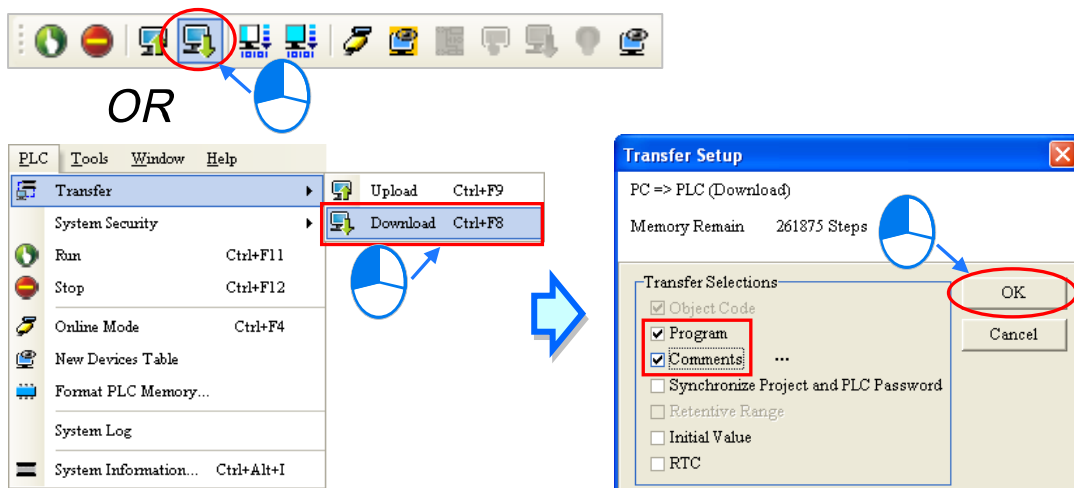 OR
PLC Tools Window Help
Transfer
System Security
Run Ctrl+F11
Stop Ctrl+F12
Online Mode Ctrl+F4
New Devices Table
Format PLC Memory...
System Log
System Information... Ctrl+Alt+I
Upload Ctrl+F9
Download Ctrl+F8
Transfer Setup
PC => PLC (Download)
Memory Remain 261875 Steps
Transfer Selections
Object Code
Program
Comments ...
Synchronize Project and PLC Password
Retentive Range
Initial Value
RTC
OK
Cancel